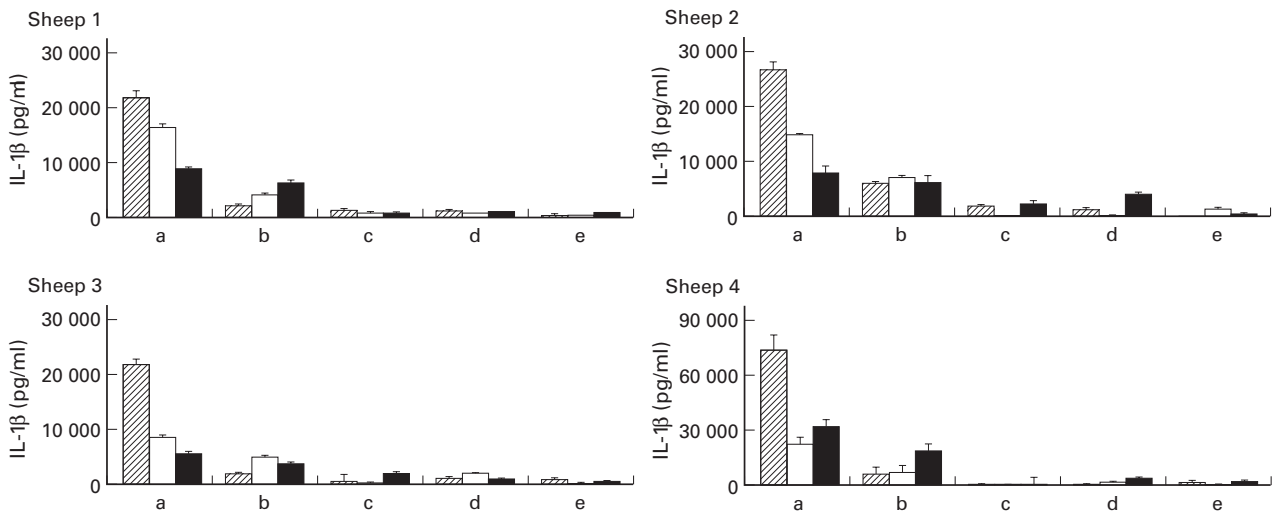 Sheep 1
30 000
20 000
10 000
0
IL-1β (pg/ml)
a b c d e
Sheep 2
30 000
20 000
10 000
0
IL-1β (pg/ml)
a b c d e
Sheep 3
30 000
20 000
10 000
0
IL-1β (pg/ml)
a b c d e
Sheep 4
90 000
60 000
30 000
0
IL-1β (pg/ml)
a b c d e